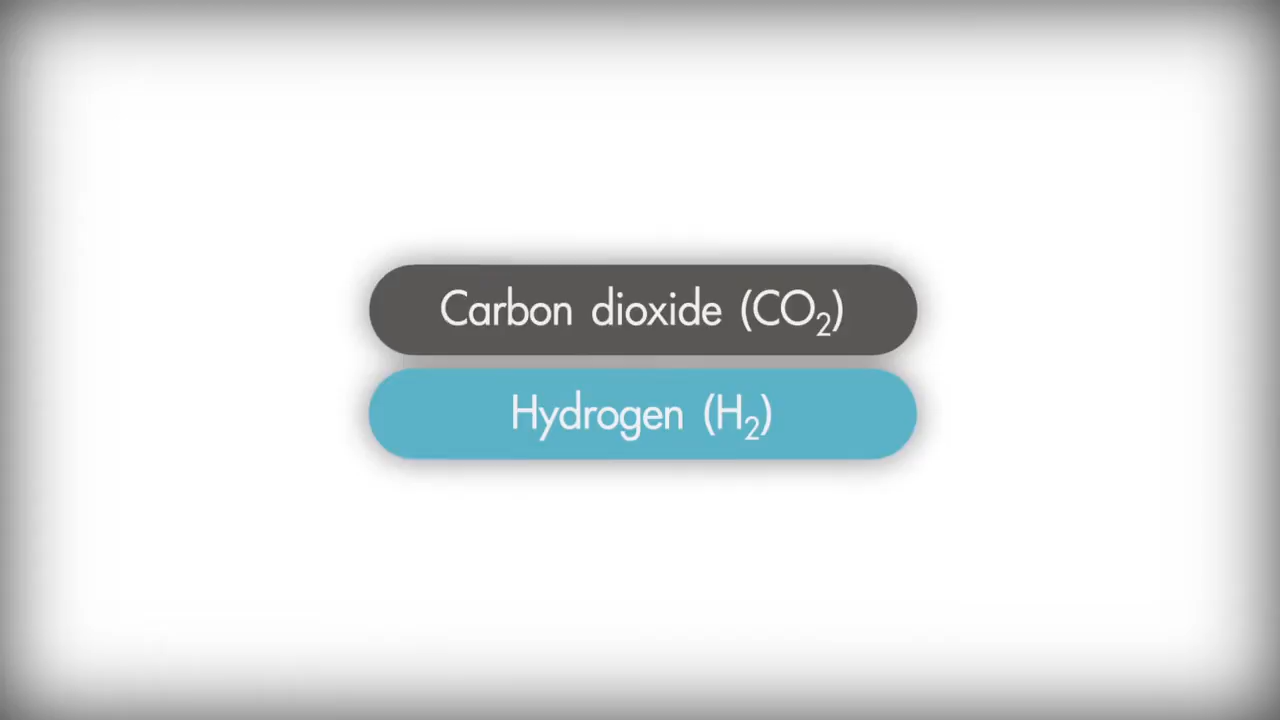 Carbon dioxide (CO₂)
Hydrogen (H₂)